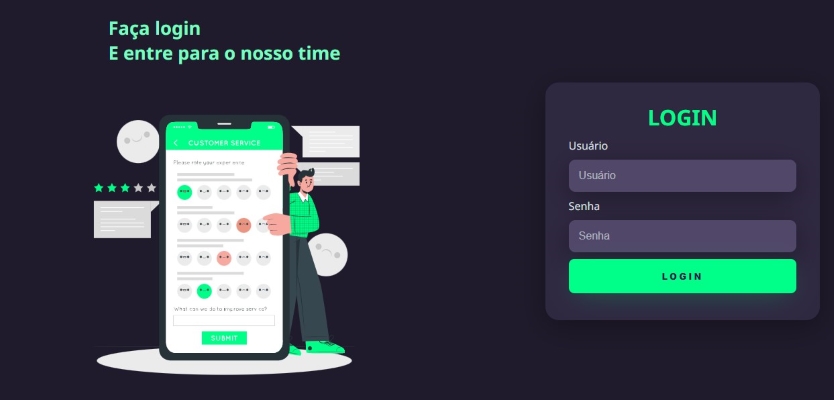 Faça login
E entre para o nosso time
CUSTOMER SERVICE
Please rate your experience
What can we do to improve service?
SUBMIT
LOGIN
Usuário
Usuário
Senha
Senha
LOGIN